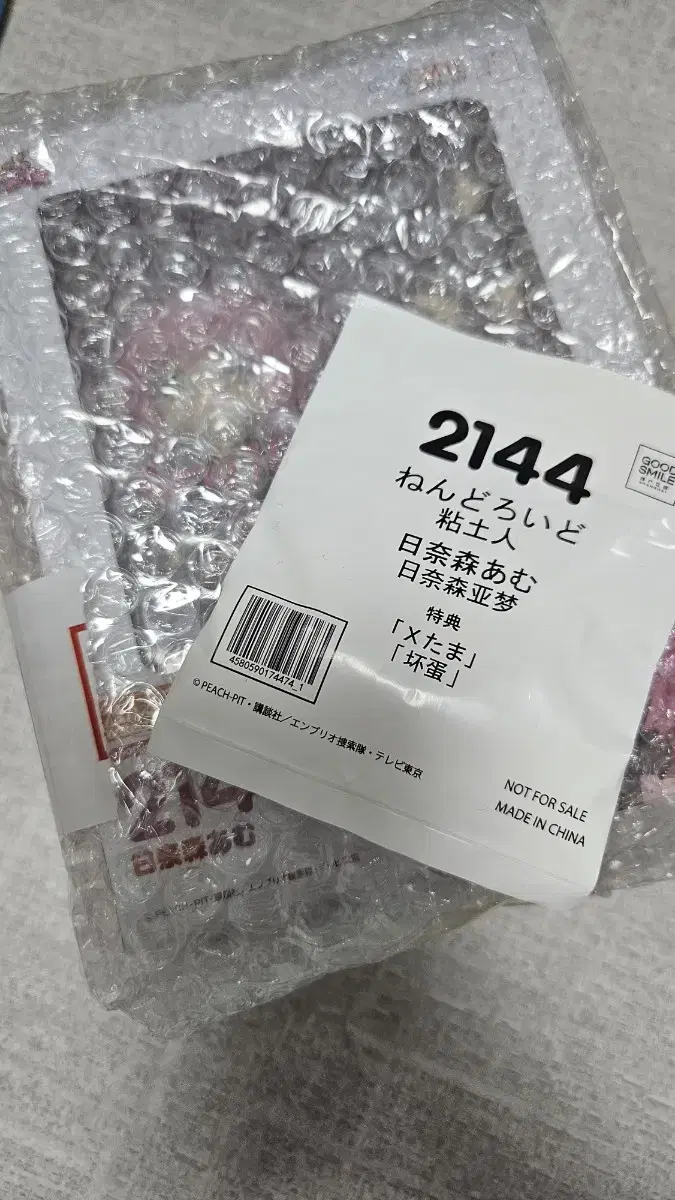 2144
GOOD
SMILE
ねんどろいど
粘土人
日奈森あむ
日奈森亚梦
特典
「Xたま」
「坏蛋」
4580590174474_1
©PEACH-PIT・講談社／エンブリオ捜索隊・テレビ東京
NOT FOR SALE
MADE IN CHINA
214
日奈森あむ